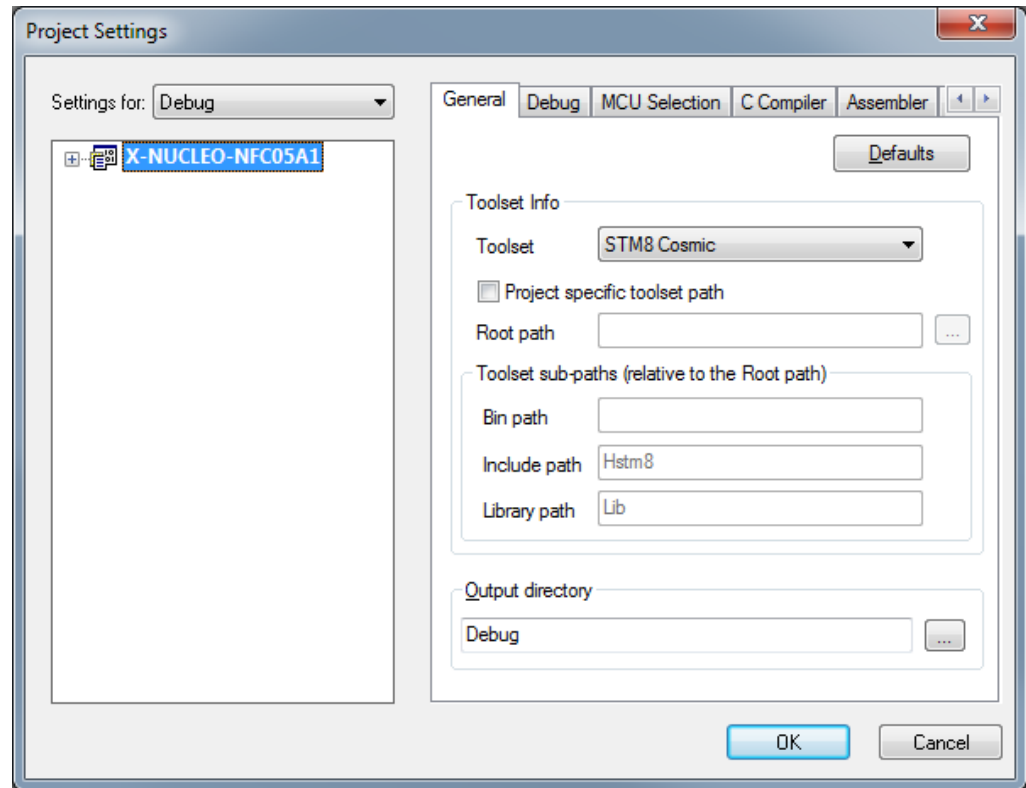 Project Settings
Settings for: Debug
X-NUCLEO-NFC05A1
General Debug MCU Selection C Compiler Assembler
Defaults
Toolset Info
Toolset STM8 Cosmic
Project specific toolset path
Root path ...
Toolset sub-paths (relative to the Root path)
Bin path
Include path Hstm8
Library path Lib
Output directory
Debug ...
OK Cancel